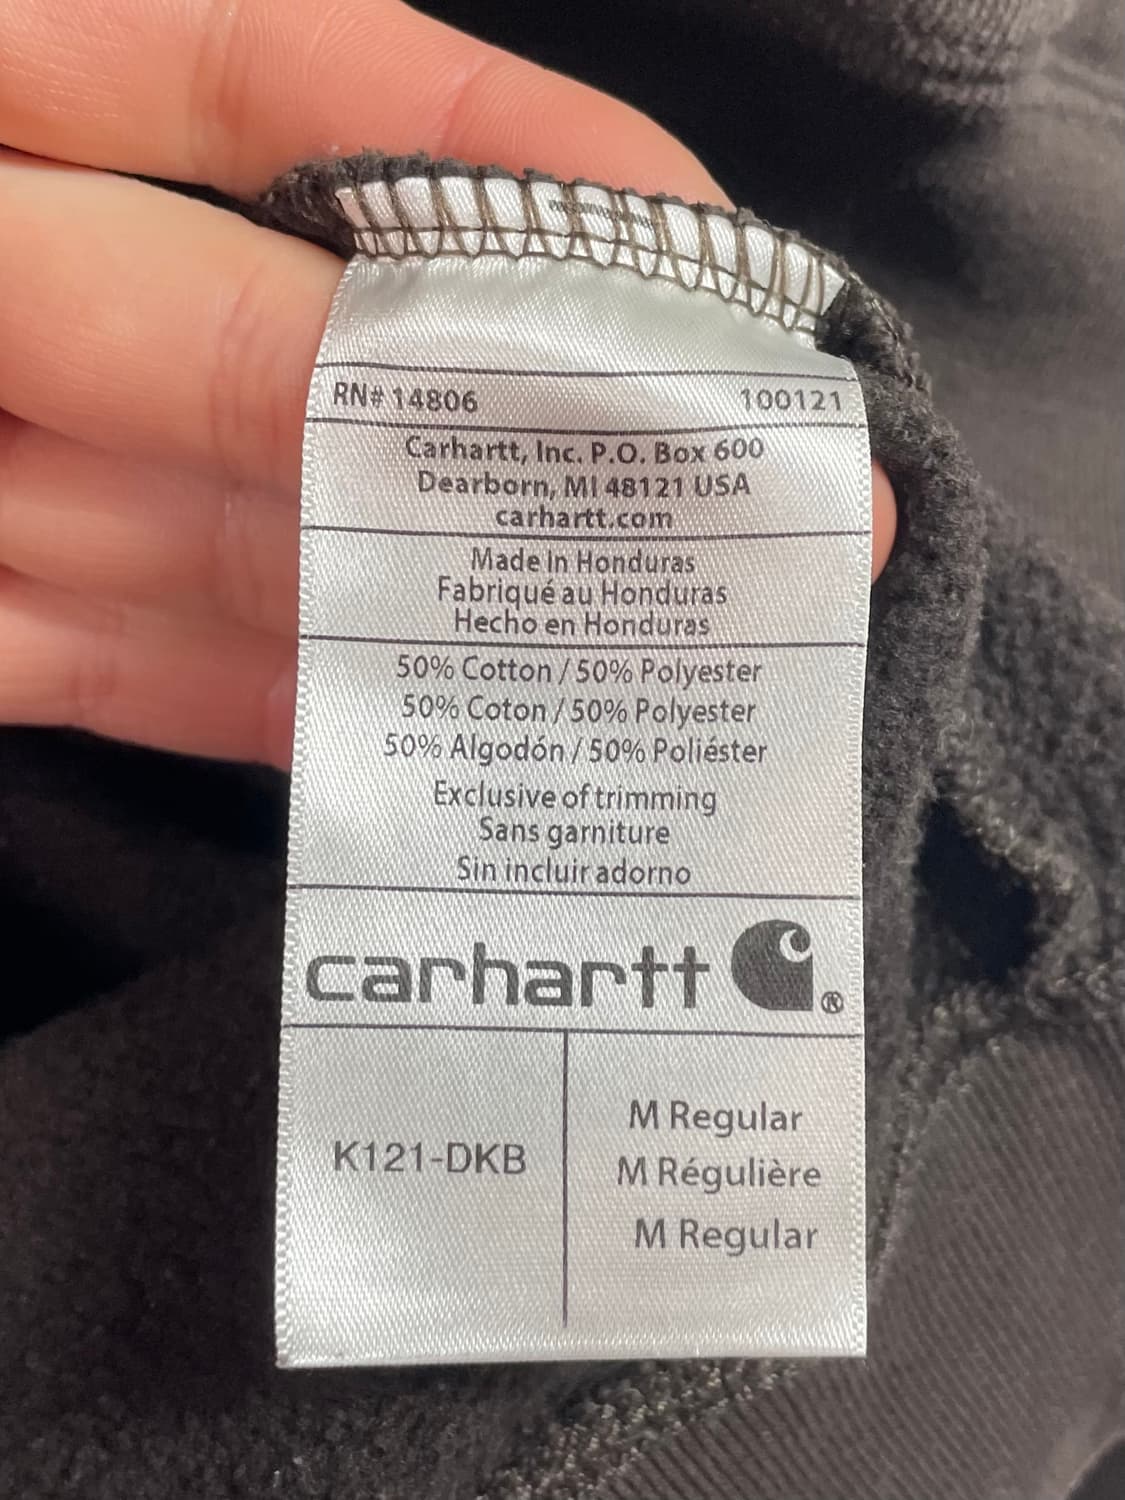 RN# 14806 100121
Carhartt, Inc. P.O. Box 600
Dearborn, MI 48121 USA
carhartt.com
Made in Honduras
Fabriqué au Honduras
Hecho en Honduras
50% Cotton / 50% Polyester
50% Coton / 50% Polyester
50% Algodón / 50% Poliéster
Exclusive of trimming
Sans garniture
Sin incluir adorno
carhartt ®
K121-DKB
M Regular
M Régulière
M Regular